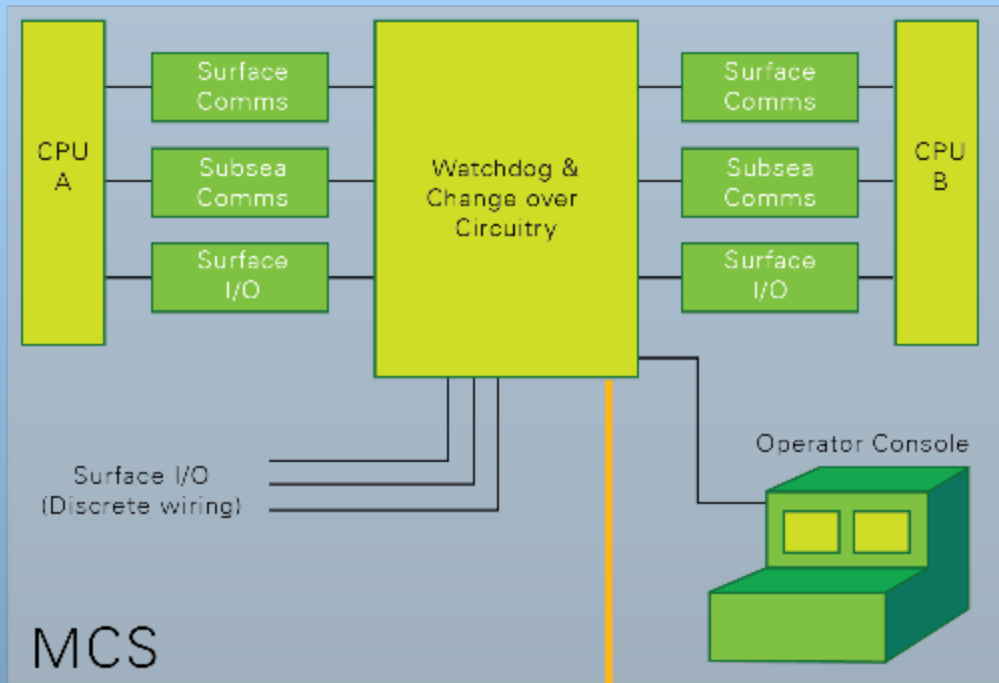 CPU
A
Surface
Comms
Subsea
Comms
Surface
I/O
Watchdog &
Change over
Circuitry
Surface
Comms
Subsea
Comms
Surface
I/O
CPU
B
Surface I/O
(Discrete wiring)
Operator Console
MCS